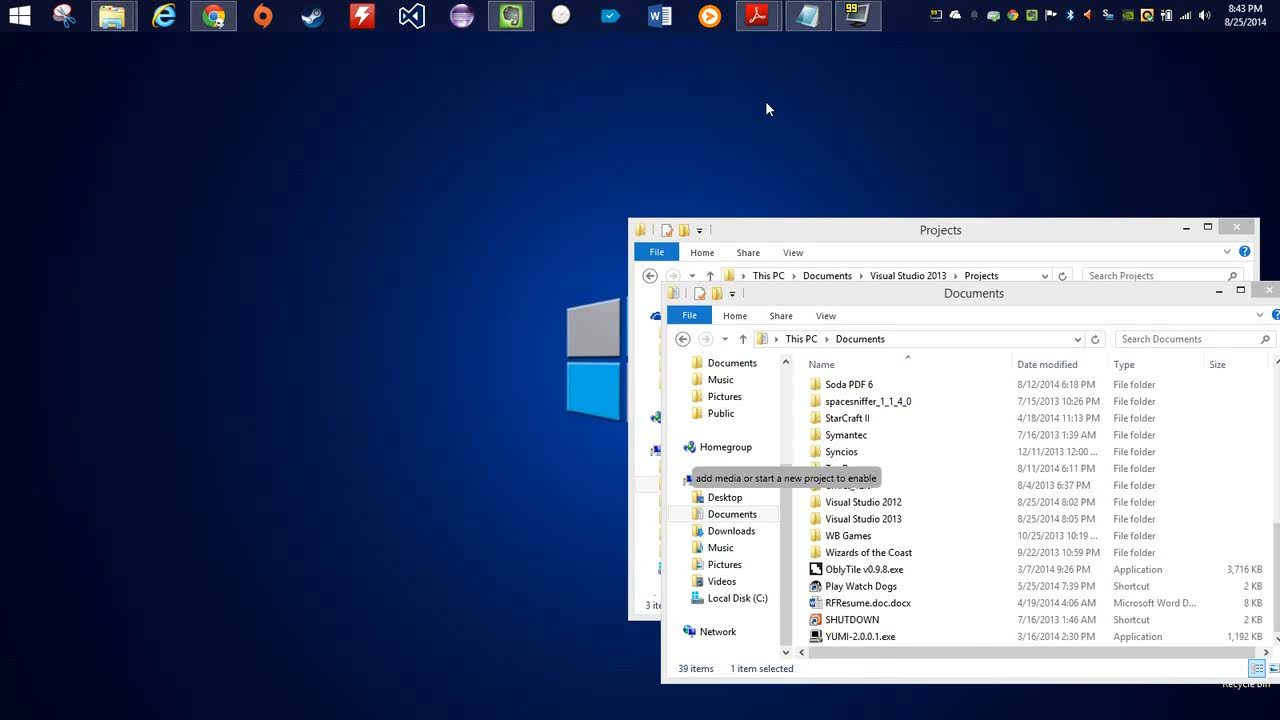 99
99
8:43 PM
8/25/2014
Projects
File Home Share View
This PC Documents Visual Studio 2013 Projects Search Projects
Documents
File Home Share View
This PC Documents Search Documents
Name Date modified Type Size
Documents
Music
Pictures
Public
Homegroup
add media or start a new project to enable
Desktop
Documents
Downloads
Music
Pictures
Videos
Local Disk (C:)
Network
Soda PDF 6 8/12/2014 6:18 PM File folder
spacesniffer_1_1_4_0 7/15/2013 10:26 PM File folder
StarCraft II 4/18/2014 11:13 PM File folder
Symantec 7/16/2013 1:39 AM File folder
Syncios 12/11/2013 12:00 ... File folder
8/11/2014 6:11 PM File folder
8/4/2013 6:37 PM File folder
Visual Studio 2012 8/25/2014 8:02 PM File folder
Visual Studio 2013 8/25/2014 8:05 PM File folder
WB Games 10/25/2013 10:19 ... File folder
Wizards of the Coast 9/22/2013 10:59 PM File folder
OblyTile v0.9.8.exe 3/7/2014 9:26 PM Application 3,716 KB
Play Watch Dogs 5/25/2014 7:39 PM Shortcut 2 KB
RFResume.doc.docx 4/19/2014 4:06 AM Microsoft Word D... 8 KB
SHUTDOWN 7/16/2013 1:46 AM Shortcut 2 KB
YUMI-2.0.0.1.exe 3/16/2014 2:30 PM Application 1,192 KB
3
39 items 1 item selected
Recycle Bin